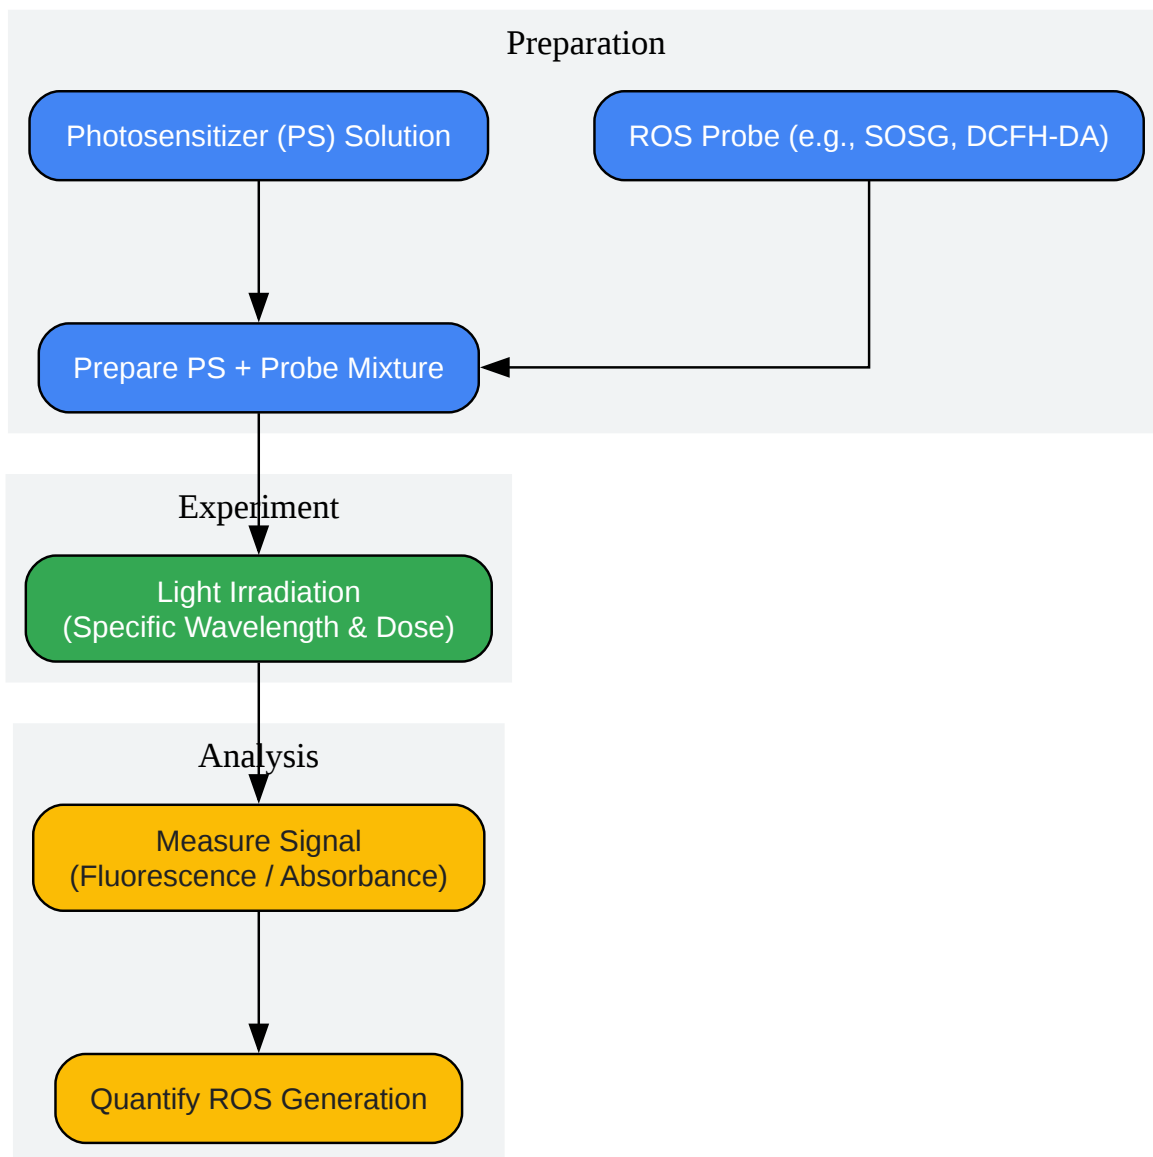 Preparation
Photosensitizer (PS) Solution
ROS Probe (e.g., SOSG, DCFH-DA)
Prepare PS + Probe Mixture
Experiment
Light Irradiation
(Specific Wavelength & Dose)
Analysis
Measure Signal
(Fluorescence / Absorbance)
Quantify ROS Generation